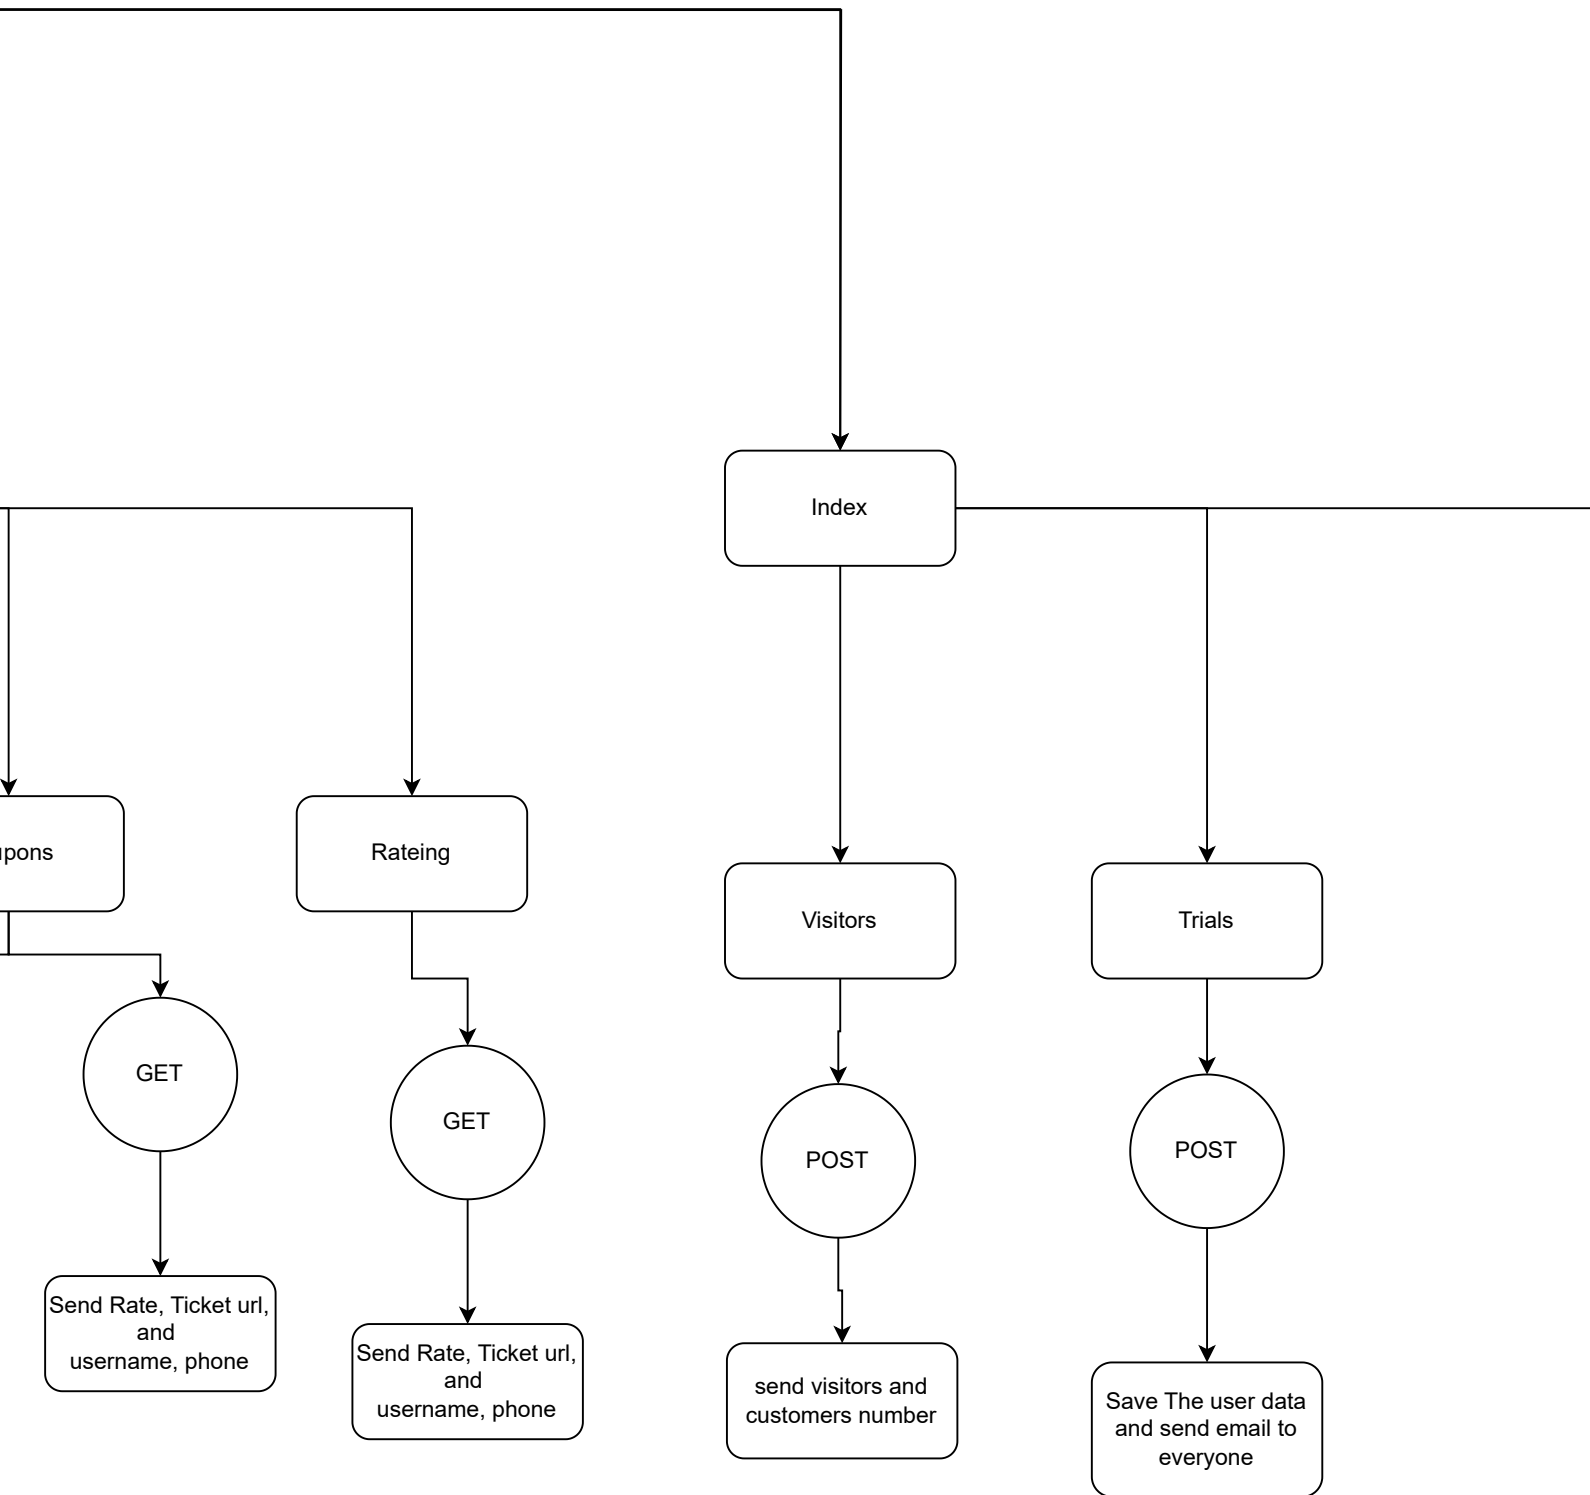 Index
pons
Rateing
Visitors
Trials
GET
GET
POST
POST
Send Rate, Ticket url,
and
username, phone
Send Rate, Ticket url,
and
username, phone
send visitors and
customers number
Save The user data
and send email to
everyone